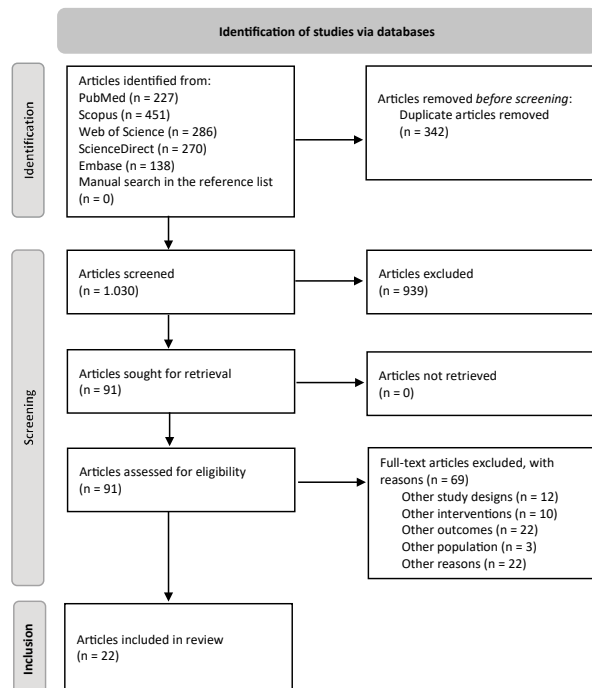 Identification of studies via databases
Identification
Articles identified from:
PubMed (n = 227)
Scopus (n = 451)
Web of Science (n = 286)
ScienceDirect (n = 270)
Embase (n = 138)
Manual search in the reference list
(n = 0)
Articles removed before screening:
Duplicate articles removed
(n = 342)
Screening
Articles screened
(n = 1.030)
Articles excluded
(n = 939)
Articles sought for retrieval
(n = 91)
Articles not retrieved
(n = 0)
Articles assessed for eligibility
(n = 91)
Full-text articles excluded, with
reasons (n = 69)
Other study designs (n = 12)
Other interventions (n = 10)
Other outcomes (n = 22)
Other population (n = 3)
Other reasons (n = 22)
Inclusion
Articles included in review
(n = 22)